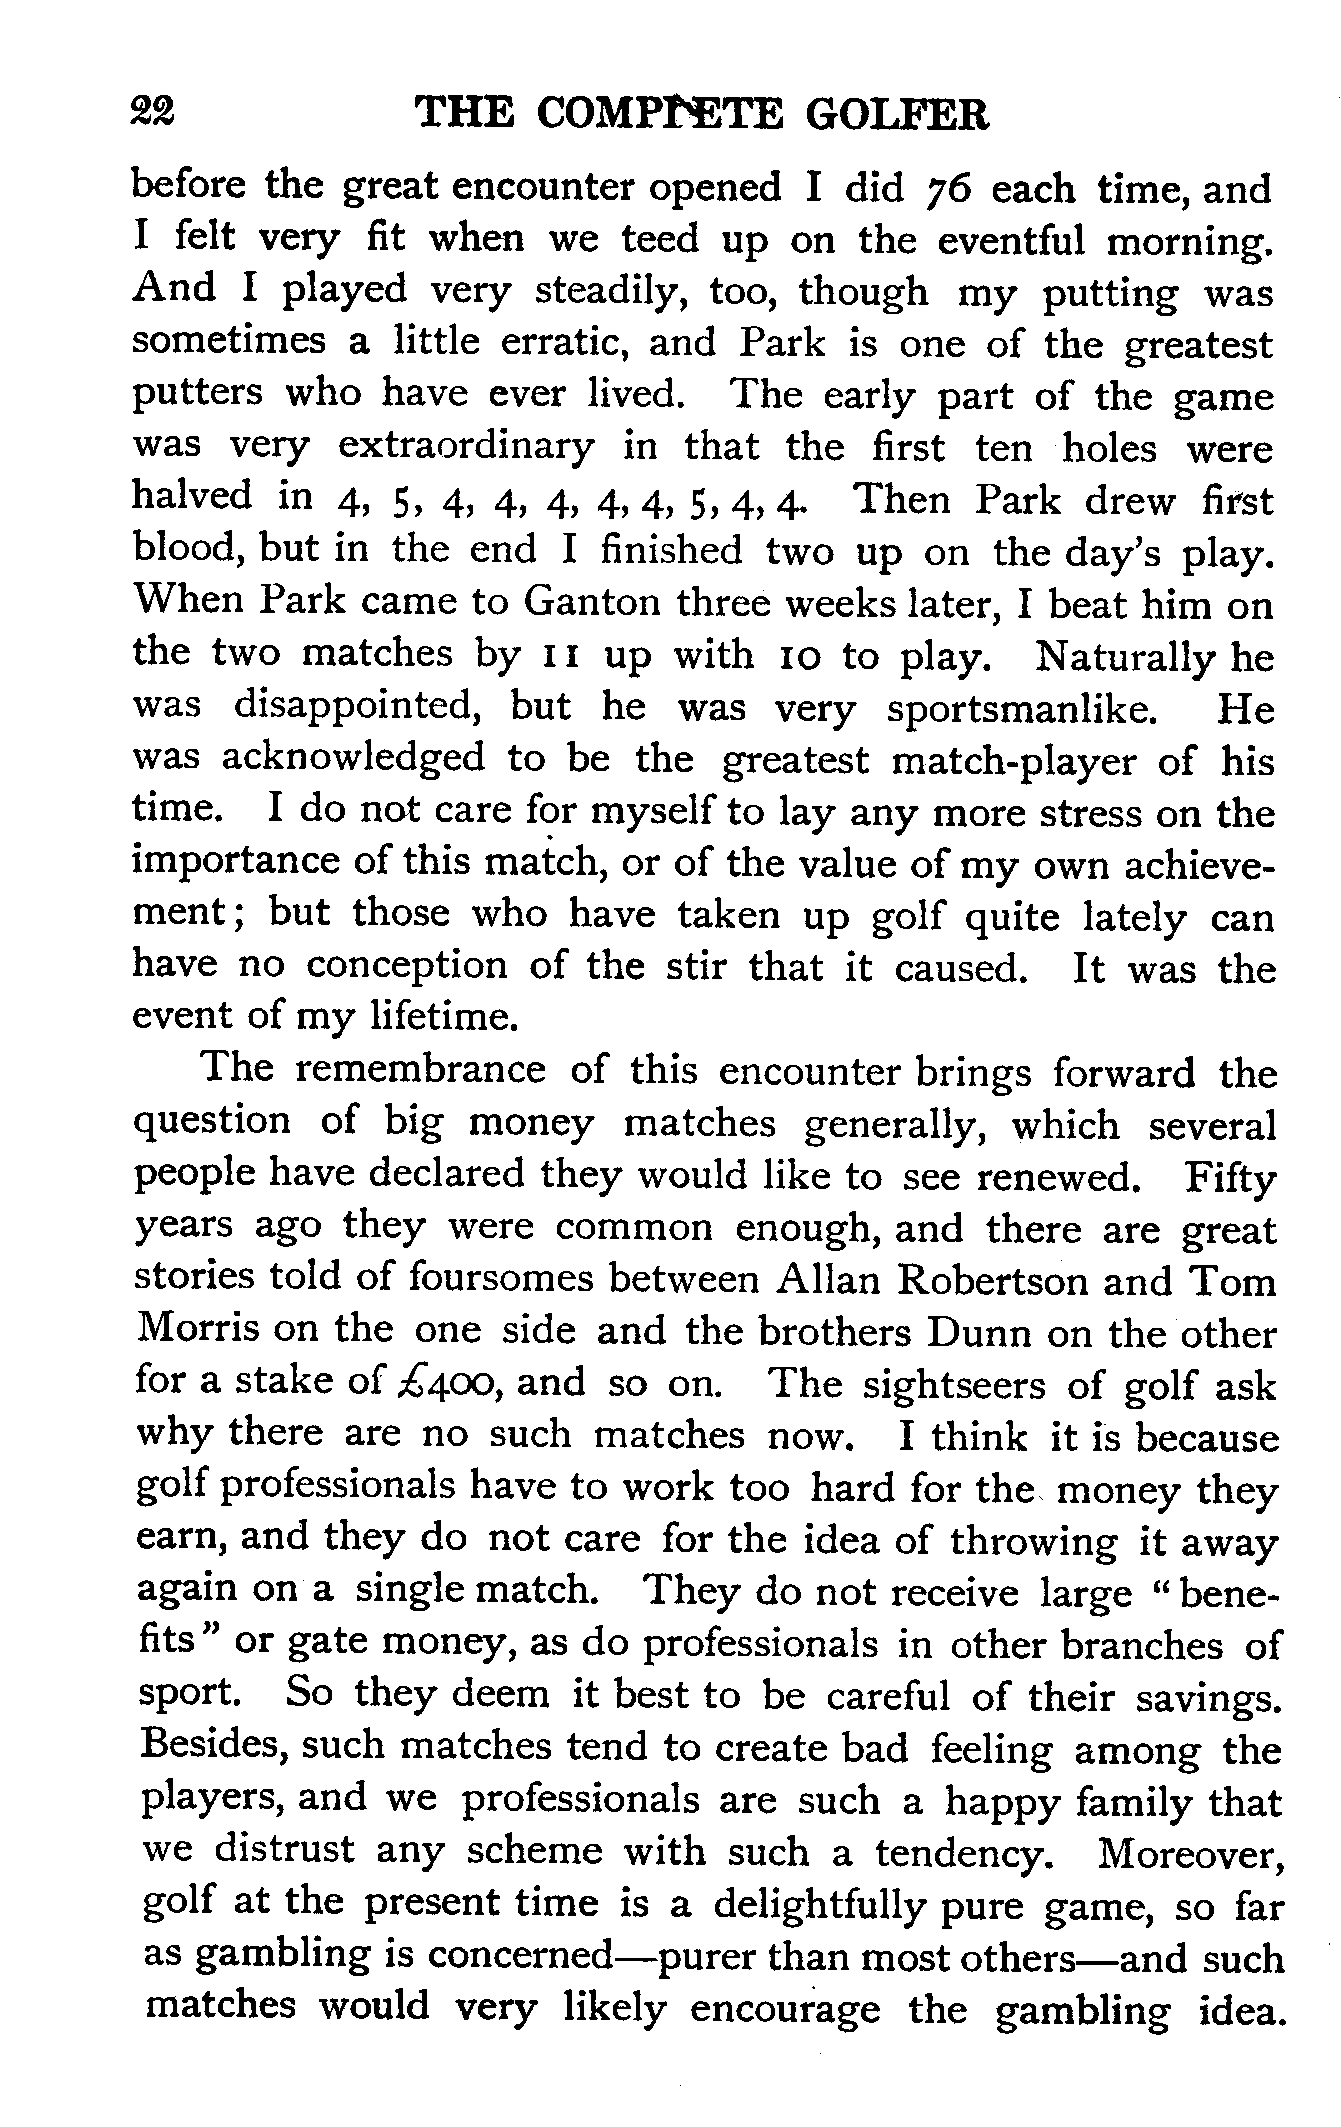 22 THE COMPLETE GOLFER
before the great encounter opened I did 76 each time, and
I felt very fit when we teed up on the eventful morning.
And I played very steadily, too, though my putting was
sometimes a little erratic, and Park is one of the greatest
putters who have ever lived. The early part of the game
was very extraordinary in that the first ten holes were
halved in 4, 5, 4, 4, 4, 4, 4, 5, 4, 4. Then Park drew first
blood, but in the end I finished two up on the day's play.
When Park came to Ganton three weeks later, I beat him on
the two matches by 11 up with 10 to play. Naturally he
was disappointed, but he was very sportsmanlike. He
was acknowledged to be the greatest match-player of his
time. I do not care for myself to lay any more stress on the
importance of this match, or of the value of my own achieve-
ment; but those who have taken up golf quite lately can
have no conception of the stir that it caused. It was the
event of my lifetime.
The remembrance of this encounter brings forward the
question of big money matches generally, which several
people have declared they would like to see renewed. Fifty
years ago they were common enough, and there are great
stories told of foursomes between Allan Robertson and Tom
Morris on the one side and the brothers Dunn on the other
for a stake of £400, and so on. The sightseers of golf ask
why there are no such matches now. I think it is because
golf professionals have to work too hard for the money they
earn, and they do not care for the idea of throwing it away
again on a single match. They do not receive large "bene-
fits" or gate money, as do professionals in other branches of
sport. So they deem it best to be careful of their savings.
Besides, such matches tend to create bad feeling among the
players, and we professionals are such a happy family that
we distrust any scheme with such a tendency. Moreover,
golf at the present time is a delightfully pure game, so far
as gambling is concerned—purer than most others—and such
matches would very likely encourage the gambling idea.